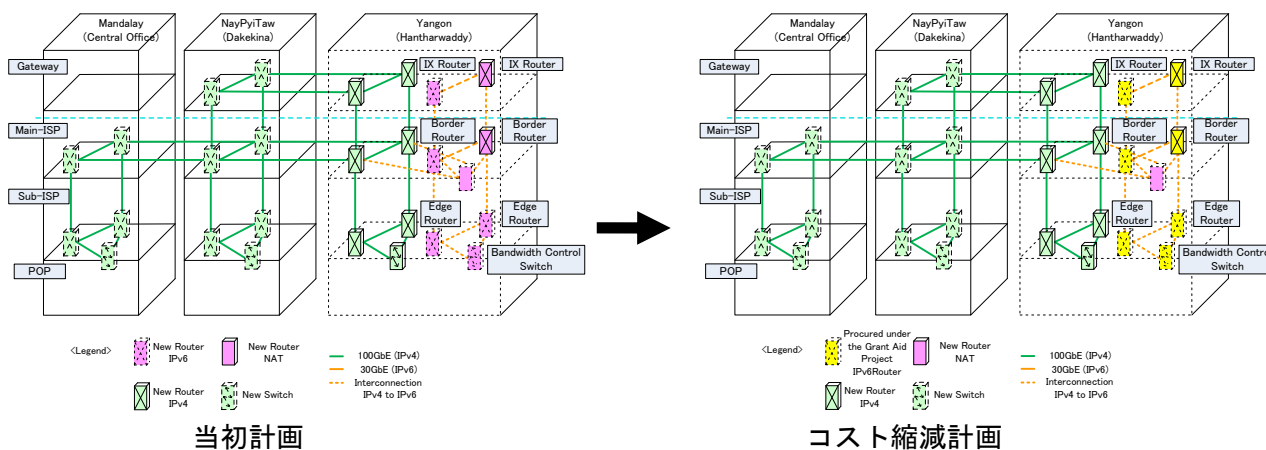 Mandalay
(Central Office)
NayPyiTaw
(Dakekina)
Yangon
(Hantharwaddy)
Gateway
IX Router
IX Router
Main-ISP
Border
Router
Border
Router
Sub-ISP
Edge
Router
Edge
Router
POP
Bandwidth Control
Switch
<Legend>
New Router
IPv6
New Router
NAT
New Router
IPv4
New Switch
100GbE (IPv4)
30GbE (IPv6)
Interconnection
IPv4 to IPv6
当初計画
Mandalay
(Central Office)
NayPyiTaw
(Dakekina)
Yangon
(Hantharwaddy)
Gateway
IX Router
IX Router
Main-ISP
Border
Router
Border
Router
Sub-ISP
Edge
Router
Edge
Router
POP
Bandwidth Control
Switch
<Legend>
Procured under
the Grant Aid
Project
IPv6Router
New Router
NAT
New Router
IPv4
New Switch
100GbE (IPv4)
30GbE (IPv6)
Interconnection
IPv4 to IPv6
コスト縮減計画